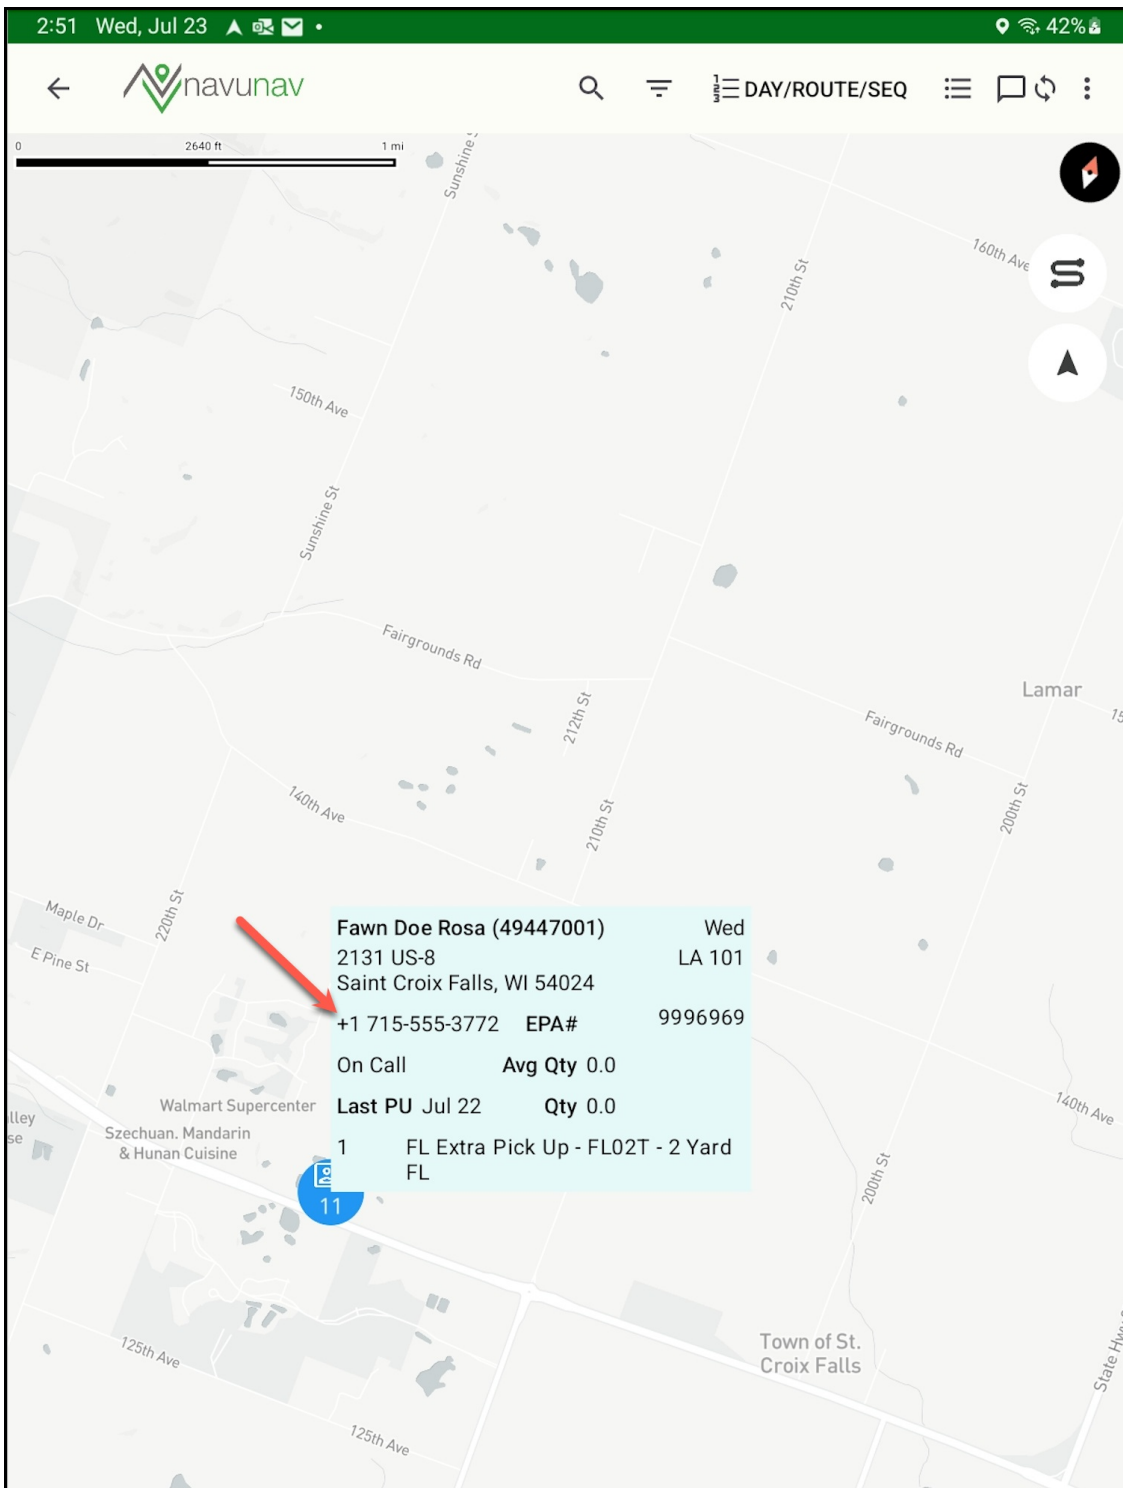 2:51 Wed, Jul 23 42%
navunav DAY/ROUTE/SEQ
0 2640 ft 1 mi
Sunshine S
160th Ave
210th St
150th Ave
Sunshine St
Fairgrounds Rd
Lamar
212th St
Fairgrounds Rd
15
140th Ave
210th St
200th St
Maple Dr
220th St
E Pine St
Fawn Doe Rosa (49447001) Wed
2131 US-8 LA 101
Saint Croix Falls, WI 54024
+1 715-555-3772 EPA# 9996969
On Call Avg Qty 0.0
Last PU Jul 22 Qty 0.0
1 FL Extra Pick Up - FL02T - 2 Yard
FL
140th Ave
Walmart Supercenter
lley
se
Szechuan. Mandarin
& Hunan Cuisine
200th St
11
Town of St.
Croix Falls
125th Ave
State Hwy
125th Ave